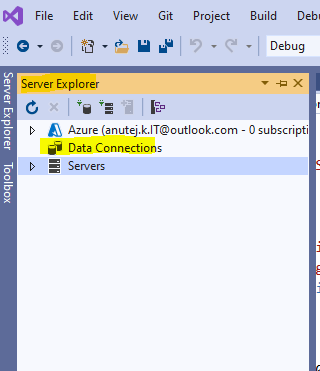 File Edit View Git Project Build Deb
Debug
Server Explorer
Azure (anutej.k.IT@outlook.com - 0 subscripti
Data Connections
Servers
Server Explorer
Toolbox